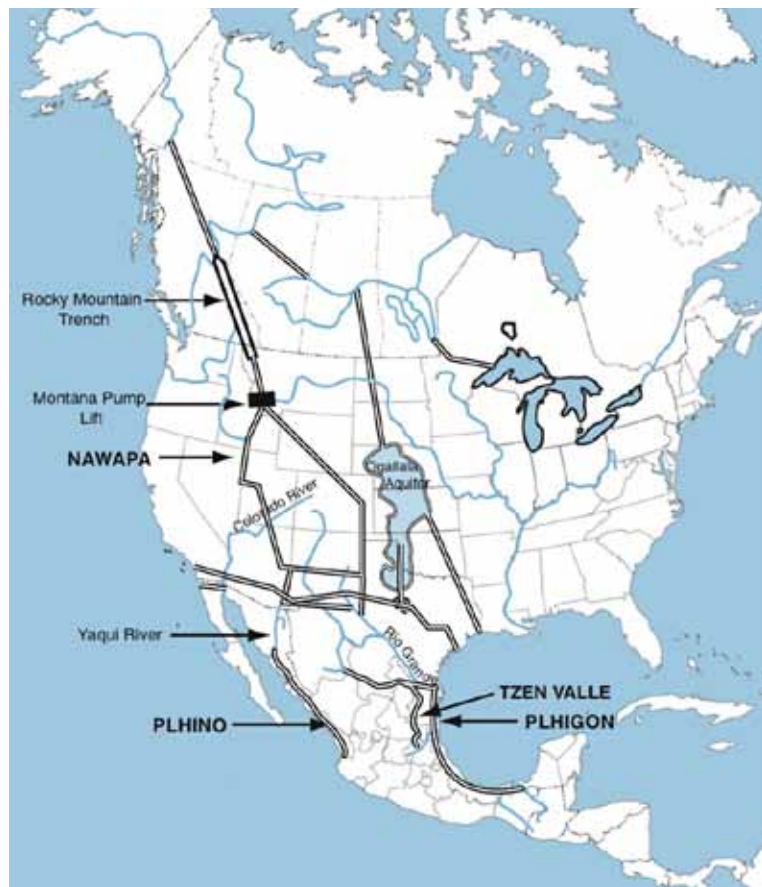 Rocky Mountain
Trench
Montana Pump
Lift
NAWAPA
Ogallala
Aquifer
Colorado River
Yaqui River
Rio Grande
TZEN VALLE
PLHINO
PLHIGON